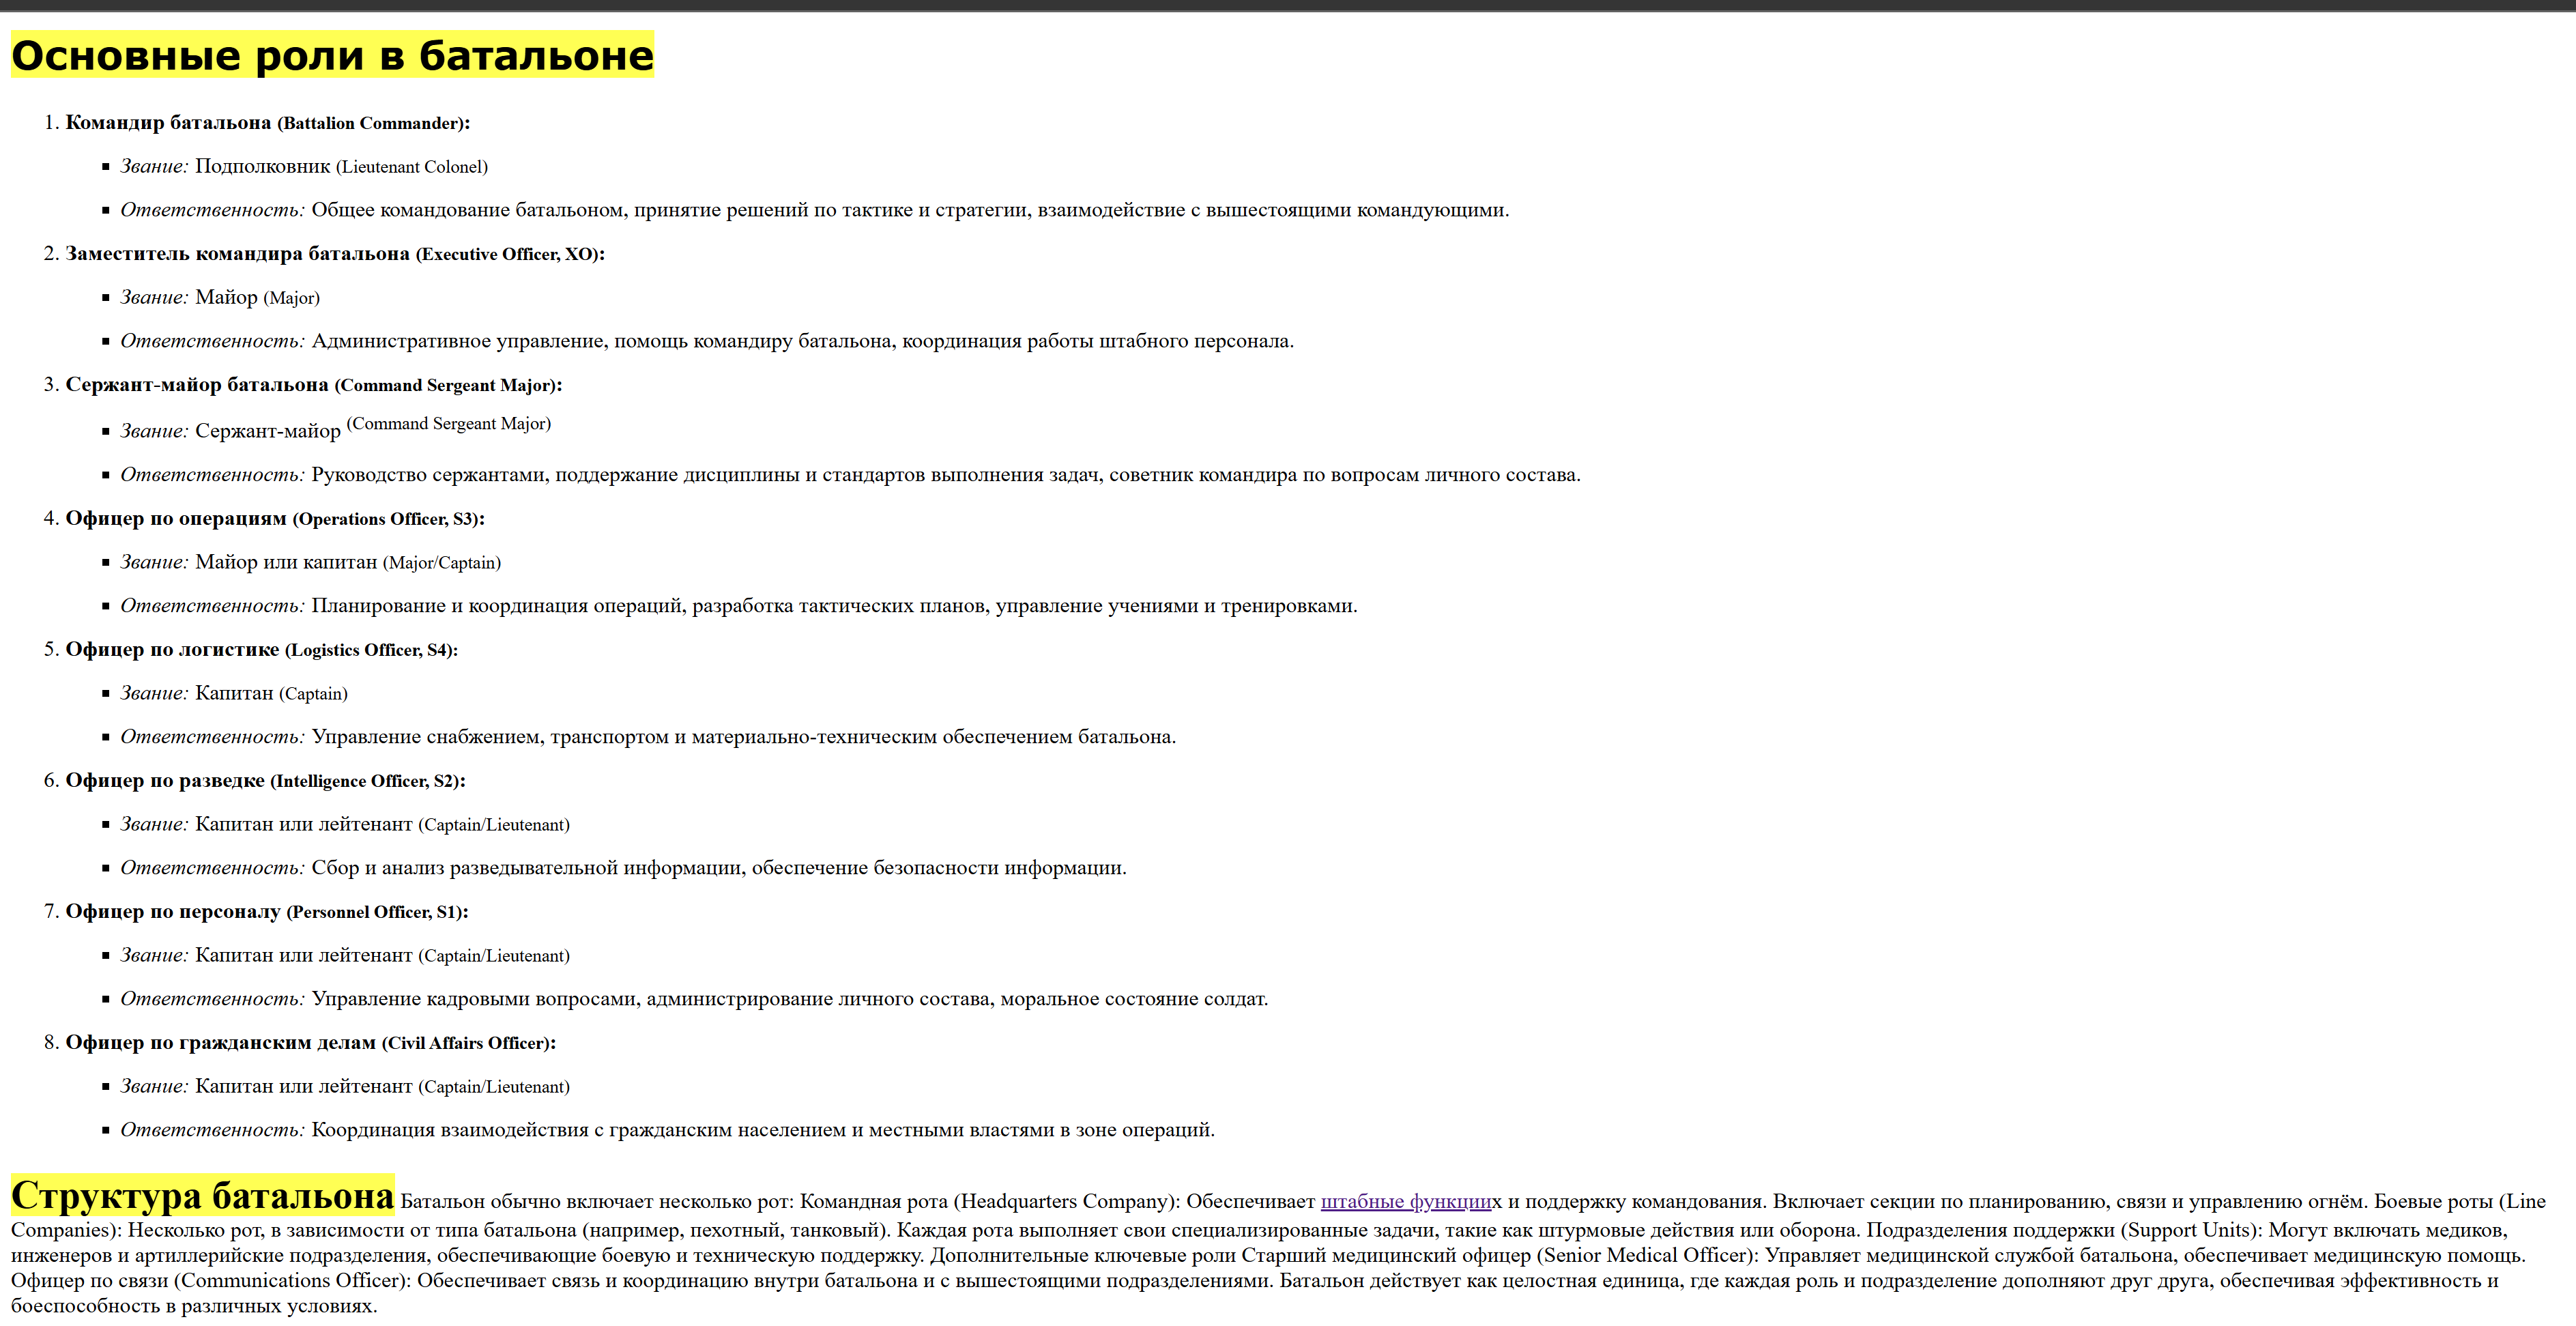 Основные роли в батальоне
1. Командир батальона (Battalion Commander):
▪ Звание: Подполковник (Lieutenant Colonel)
▪ Ответственность: Общее командование батальоном, принятие решений по тактике и стратегии, взаимодействие с вышестоящими командующими.
2. Заместитель командира батальона (Executive Officer, XO):
▪ Звание: Майор (Major)
▪ Ответственность: Административное управление, помощь командиру батальона, координация работы штабного персонала.
3. Сержант-майор батальона (Command Sergeant Major):
▪ Звание: Сержант-майор (Command Sergeant Major)
▪ Ответственность: Руководство сержантами, поддержание дисциплины и стандартов выполнения задач, советник командира по вопросам личного состава.
4. Офицер по операциям (Operations Officer, S3):
▪ Звание: Майор или капитан (Major/Captain)
▪ Ответственность: Планирование и координация операций, разработка тактических планов, управление учениями и тренировками.
5. Офицер по логистике (Logistics Officer, S4):
▪ Звание: Капитан (Captain)
▪ Ответственность: Управление снабжением, транспортом и материально-техническим обеспечением батальона.
6. Офицер по разведке (Intelligence Officer, S2):
▪ Звание: Капитан или лейтенант (Captain/Lieutenant)
▪ Ответственность: Сбор и анализ разведывательной информации, обеспечение безопасности информации.
7. Офицер по персоналу (Personnel Officer, S1):
▪ Звание: Капитан или лейтенант (Captain/Lieutenant)
▪ Ответственность: Управление кадровыми вопросами, администрирование личного состава, моральное состояние солдат.
8. Офицер по гражданским делам (Civil Affairs Officer):
▪ Звание: Капитан или лейтенант (Captain/Lieutenant)
▪ Ответственность: Координация взаимодействия с гражданским населением и местными властями в зоне операций.
Структура батальона Батальон обычно включает несколько рот: Командная рота (Headquarters Company): Обеспечивает штабные функциих и поддержку командования. Включает секции по планированию, связи и управлению огнём. Боевые роты (Line
Companies): Несколько рот, в зависимости от типа батальона (например, пехотный, танковый). Каждая рота выполняет свои специализированные задачи, такие как штурмовые действия или оборона. Подразделения поддержки (Support Units): Могут включать медиков,
инженеров и артиллерийские подразделения, обеспечивающие боевую и техническую поддержку. Дополнительные ключевые роли Старший медицинский офицер (Senior Medical Officer): Управляет медицинской службой батальона, обеспечивает медицинскую помощь.
Офицер по связи (Communications Officer): Обеспечивает связь и координацию внутри батальона и с вышестоящими подразделениями. Батальон действует как целостная единица, где каждая роль и подразделение дополняют друг друга, обеспечивая эффективность и
боеспособность в различных условиях.